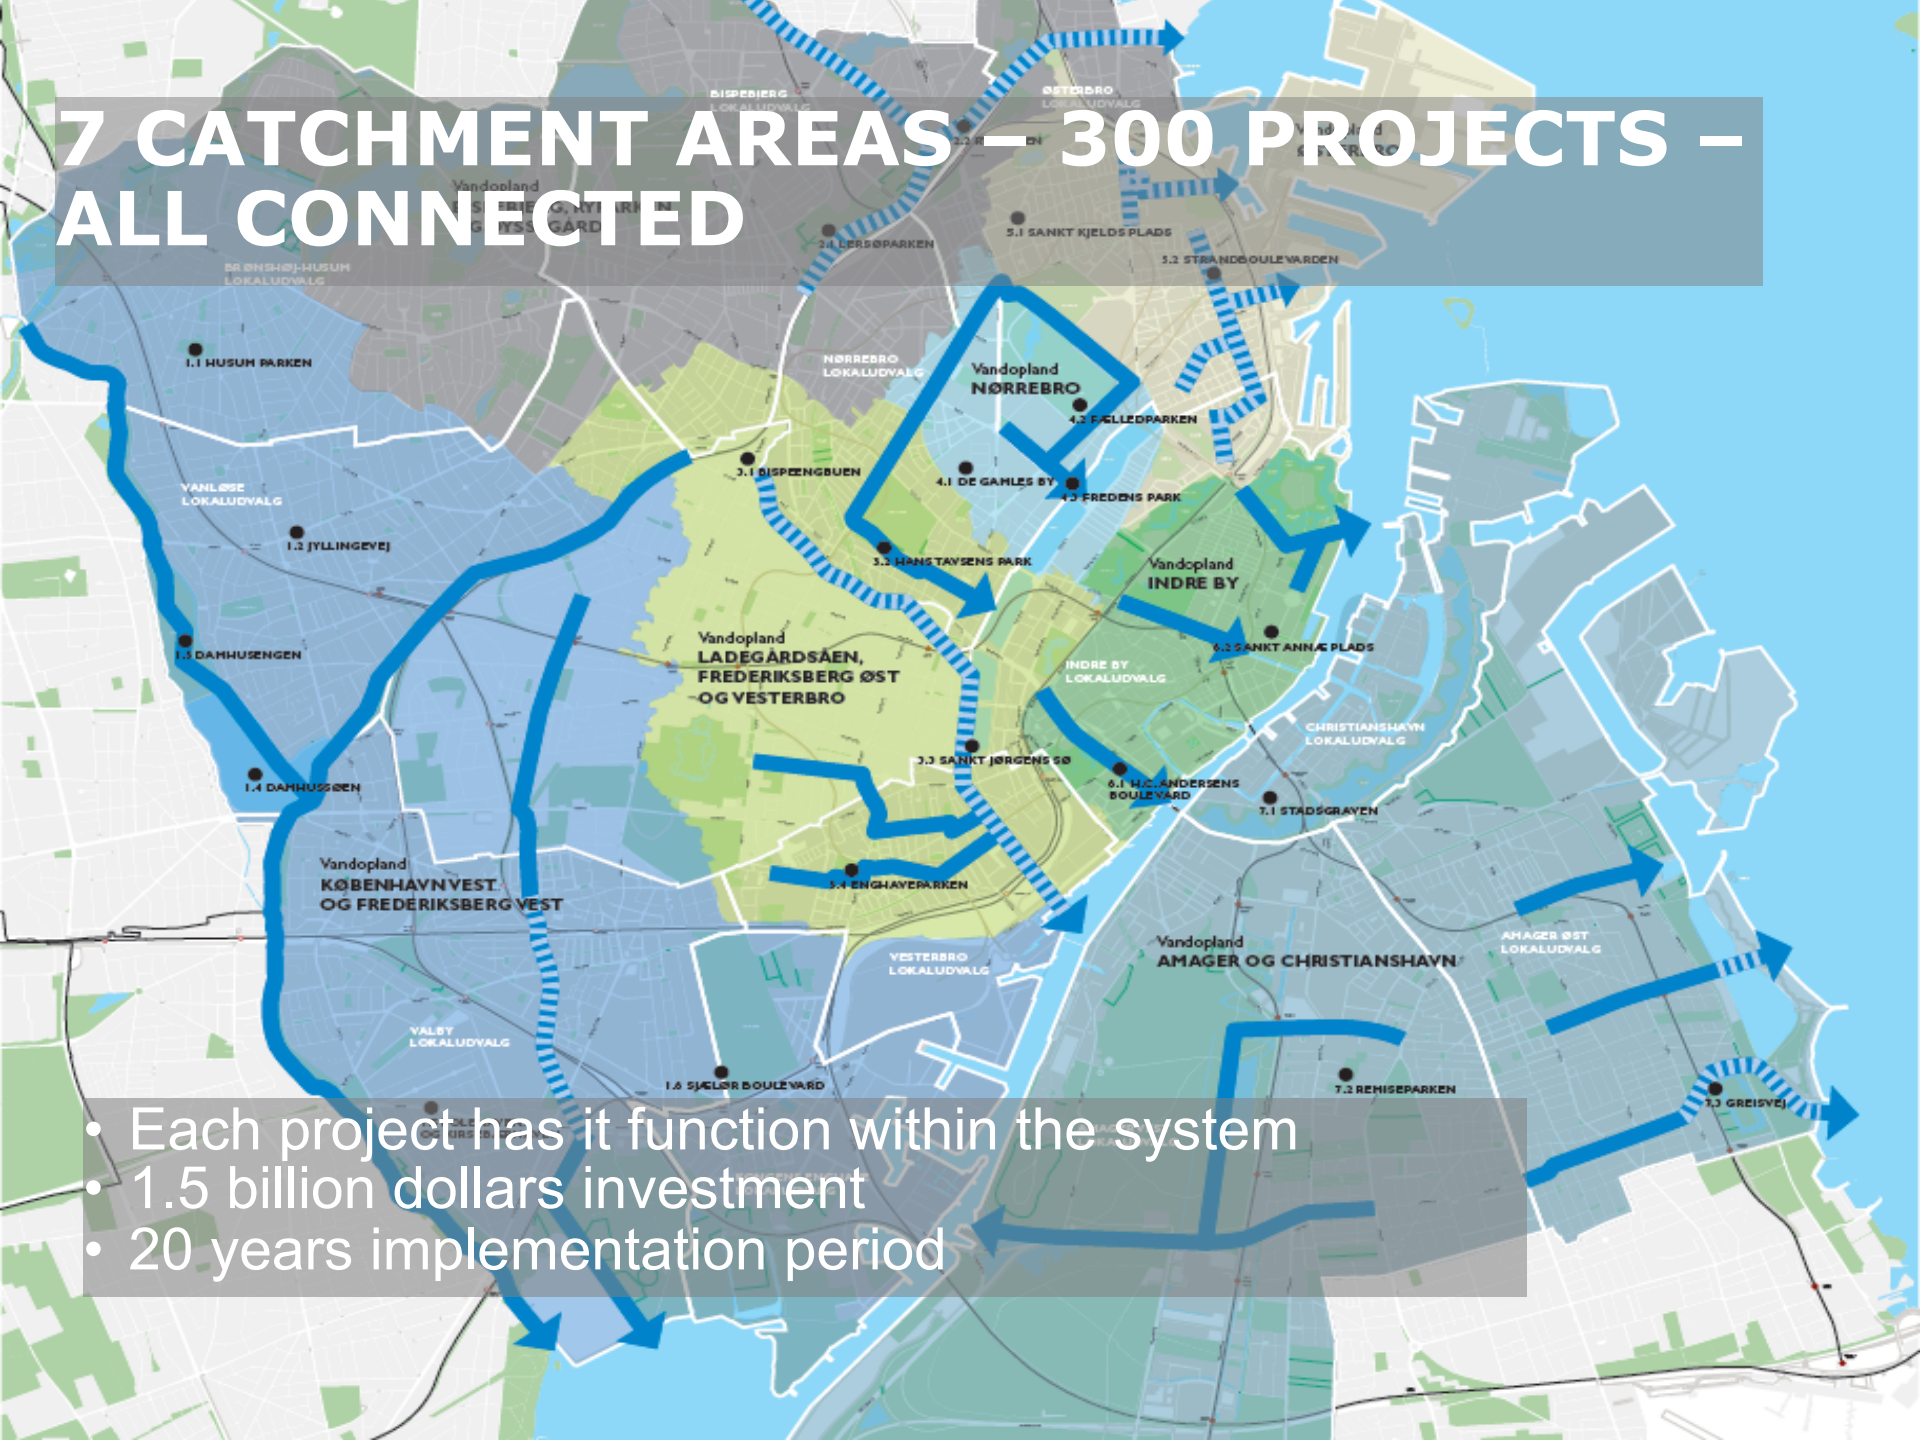 7 CATCHMENT AREAS – 300 PROJECTS –
ALL CONNECTED
BISPEBJERG
LOKALUDVALG
ØSTERBRO
LOKALUDVALG
Vandopland
Vandopland
BRØNSHØJ-HUSUM
LOKALUDVALG
2.1 LERSØPARKEN
5.1 SANKT KJELDS PLADS
5.2 STRANDBOULEVARDEN
1.1 HUSUM PARKEN
NØRREBRO
LOKALUDVALG
Vandopland
NØRREBRO
4.2 FÆLLEDPARKEN
3.1 BISPEENGBUEN
4.1 DE GAMLES BY
4.3 FREDENS PARK
VANLØSE
LOKALUDVALG
1.2 JYLLINGEVEJ
3.2 HANS TAVSENS PARK
Vandopland
INDRE BY
6.2 SANKT ANNÆ PLADS
1.3 DAMHUSENGEN
Vandopland
LADEGÅRDSÅEN,
FREDERIKSBERG ØST
OG VESTERBRO
INDRE BY
LOKALUDVALG
CHRISTIANSHAVN
LOKALUDVALG
3.3 SANKT JØRGENS SØ
1.4 DAMHUSSØEN
6.1 H.C. ANDERSENS
BOULEVARD
7.1 STADSGRAVEN
Vandopland
KØBENHAVN VEST
OG FREDERIKSBERG VEST
3.4 ENGHAVEPARKEN
VESTERBRO
LOKALUDVALG
Vandopland
AMAGER OG CHRISTIANSHAVN
AMAGER ØST
LOKALUDVALG
VALBY
LOKALUDVALG
1.6 SJÆLØR BOULEVARD
7.2 REMISEPARKEN
7.3 GREISVEJ
• Each project has it function within the system
• 1.5 billion dollars investment
• 20 years implementation period